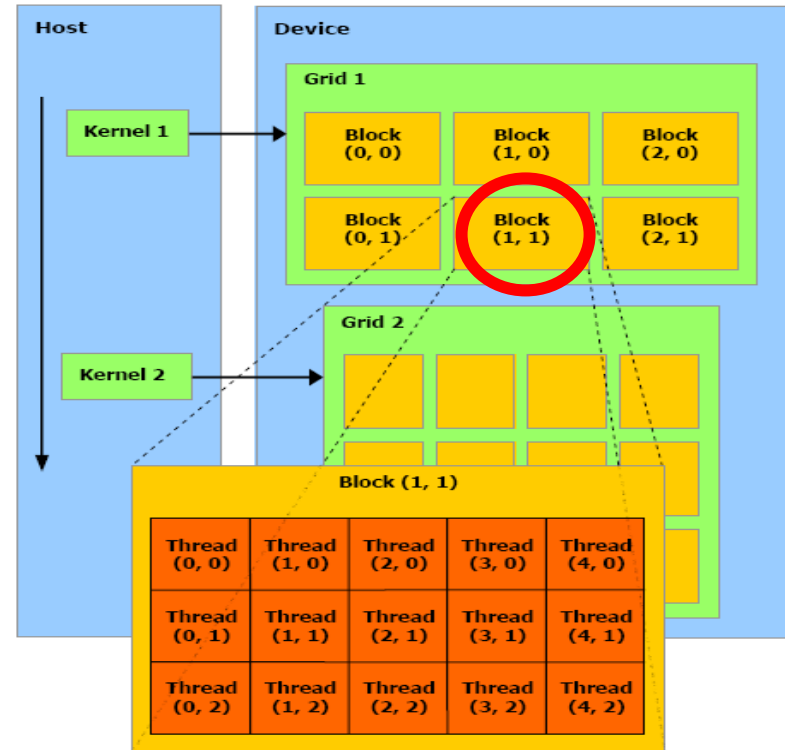 Host
Device
Grid 1
Kernel 1
Block
(0, 0)
Block
(1, 0)
Block
(2, 0)
Block
(0, 1)
Block
(1, 1)
Block
(2, 1)
Grid 2
Kernel 2
Block (1, 1)
Thread
(0, 0)
Thread
(1, 0)
Thread
(2, 0)
Thread
(3, 0)
Thread
(4, 0)
Thread
(0, 1)
Thread
(1, 1)
Thread
(2, 1)
Thread
(3, 1)
Thread
(4, 1)
Thread
(0, 2)
Thread
(1, 2)
Thread
(2, 2)
Thread
(3, 2)
Thread
(4, 2)